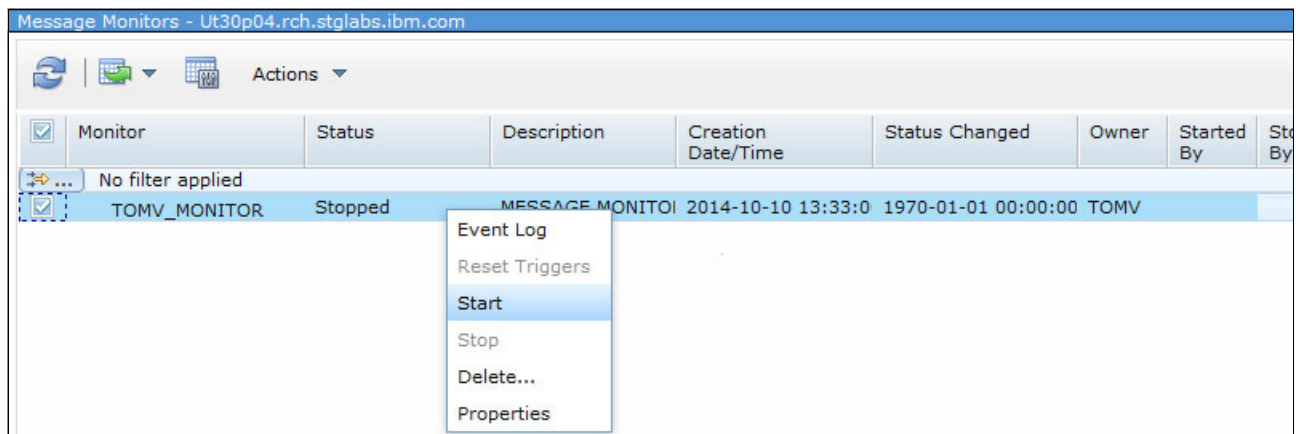 Message Monitors - Ut30p04.rch.stglabs.ibm.com
Actions
Monitor Status Description Creation Date/Time Status Changed Owner Started By By
... No filter applied
TOMV_MONITOR Stopped MESSAGE 2014-10-10 13:33:0 1970-01-01 00:00:00 TOMV
Event Log
Reset Triggers
Start
Stop
Delete...
Properties